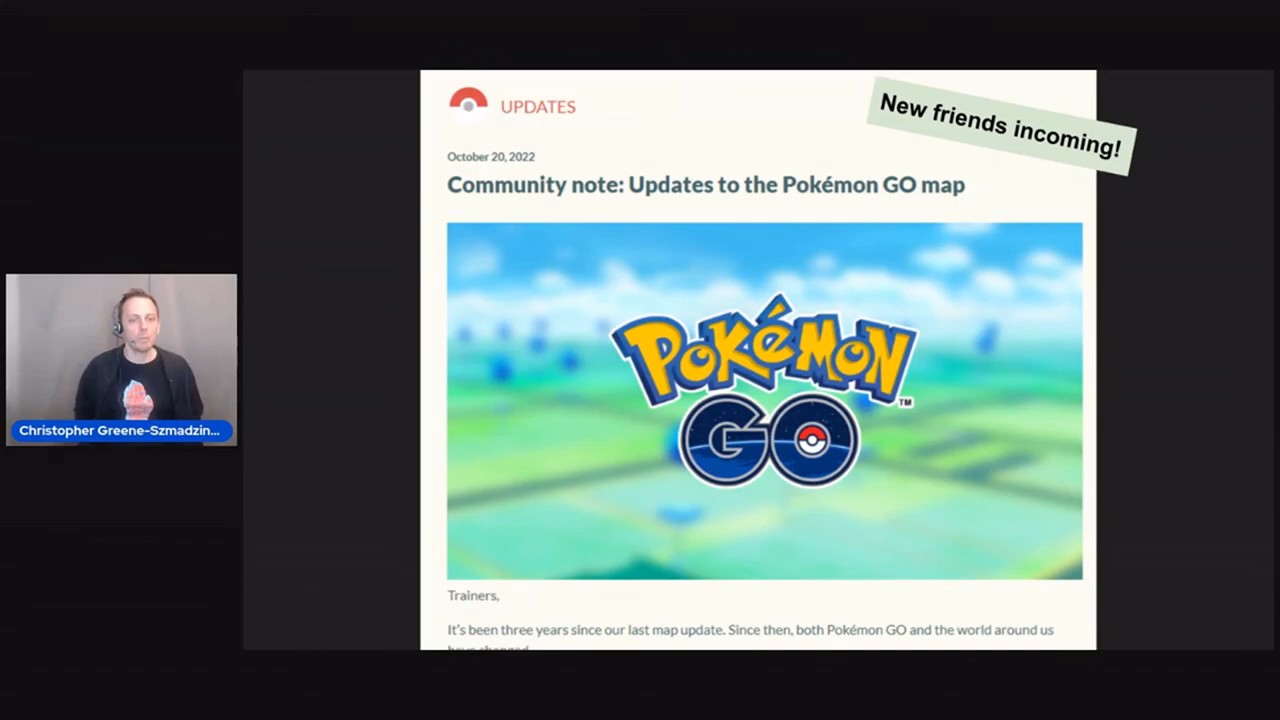 UPDATES
New friends incoming!
October 20, 2022
Community note: Updates to the Pokémon GO map
POKéMON
GO
TM
Christopher Greene-Szmadzin...
Trainers,
It's been three years since our last map update. Since then, both Pokémon GO and the world around us
have changed